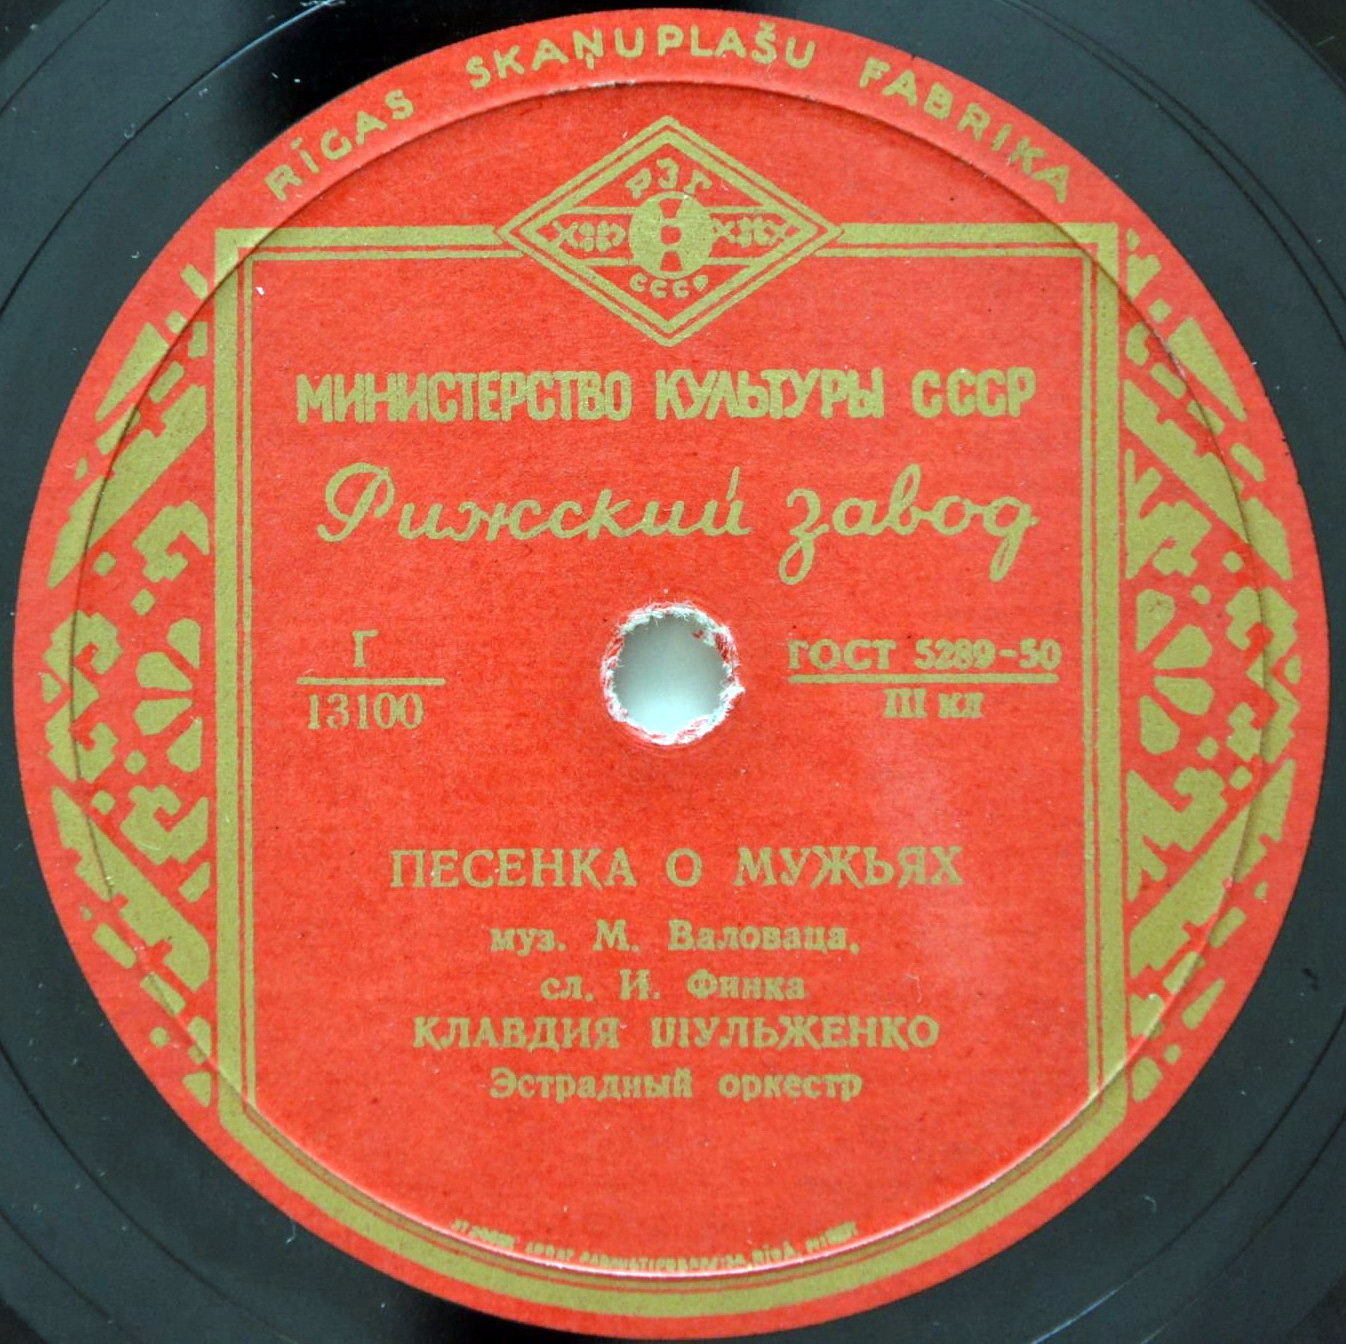 RĪGAS SKAŅUPLAŠU FABRIKA
РЗГ
СССР
МИНИСТЕРСТВО КУЛЬТУРЫ СССР
Рижский завод
Г
13100
ГОСТ 5289-50
III кл
ПЕСЕНКА О МУЖЬЯХ
муз. М. Валоваца,
сл. И. Финка
КЛАВДИЯ ШУЛЬЖЕНКО
Эстрадный оркестр